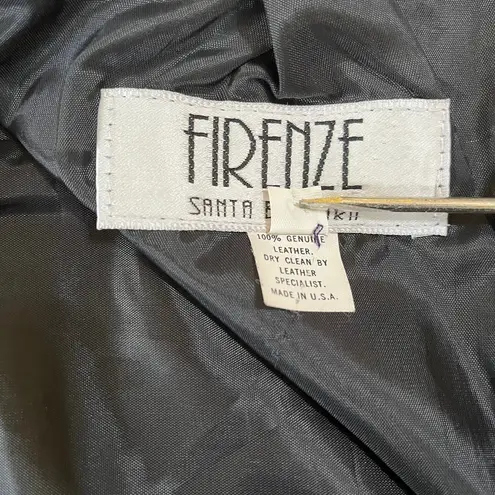 FIRENZE
SANTA
100% GENUINE
LEATHER.
DRY CLEAN BY
LEATHER
SPECIALIST.
MADE IN U.S.A.